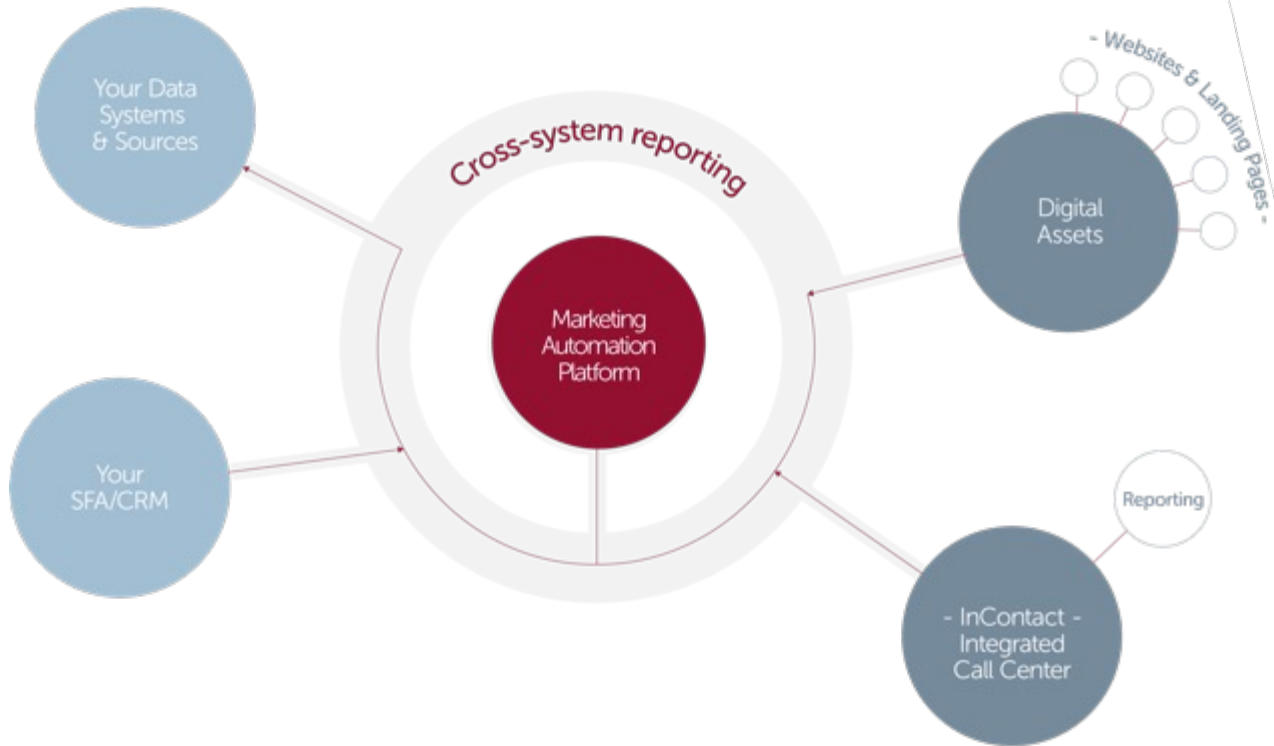 Your Data
Systems
& Sources
Cross-system reporting
- Websites & Landing Pages -
Digital
Assets
Marketing
Automation
Platform
Your
SFA/CRM
Reporting
- InContact -
Integrated
Call Center